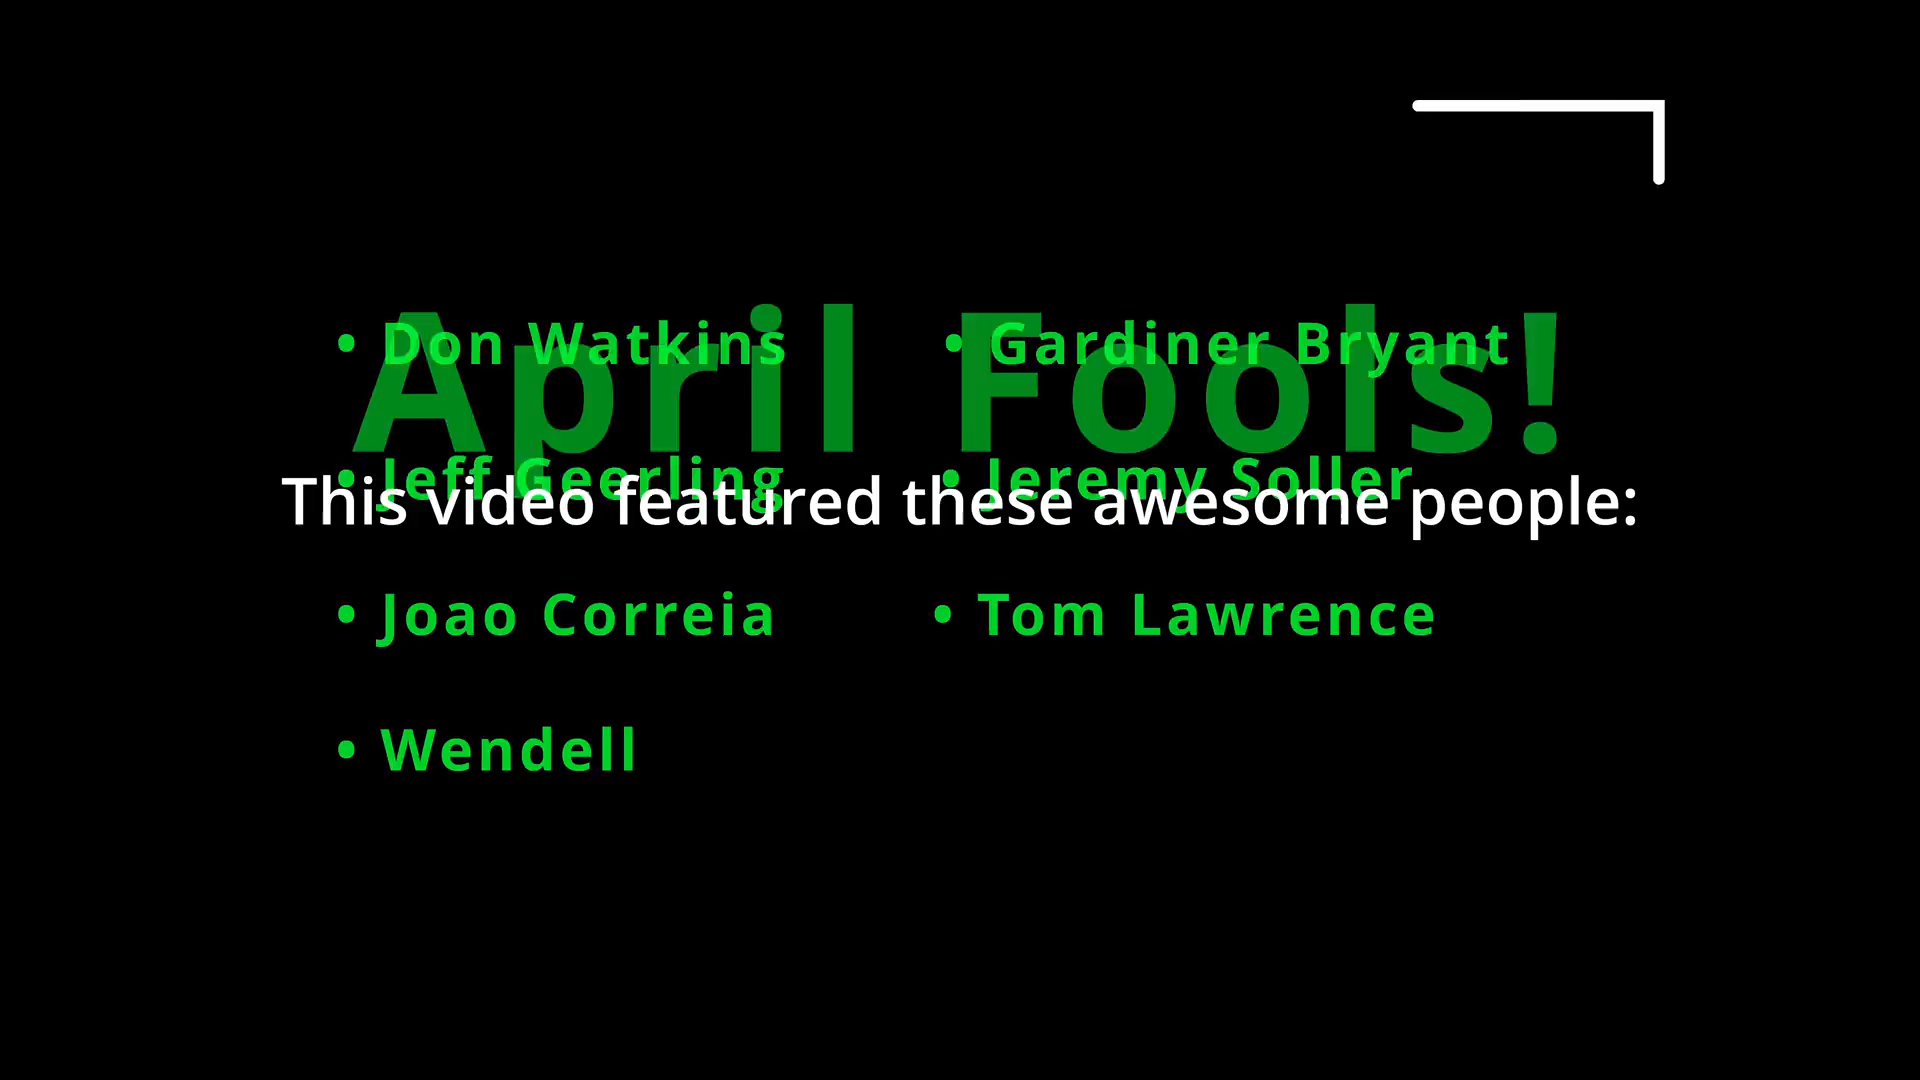 April Fools!
This video featured these awesome people:
• Don Watkins
• Gardiner Bryant
• Jeff Geerling
• Jeremy Soller
• Joao Correia
• Tom Lawrence
• Wendell